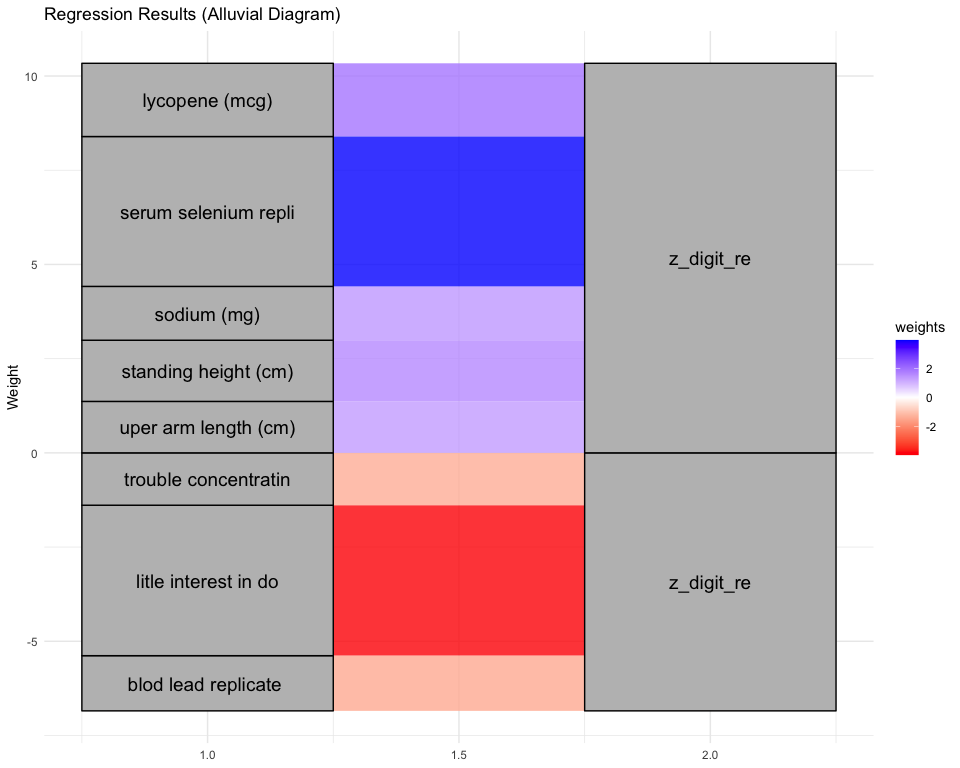 Regression Results (Alluvial Diagram)
10
5
0
-5
Weight
lycopene (mcg)
serum selenium repli
sodium (mg)
standing height (cm)
uper arm length (cm)
trouble concentratin
litle interest in do
blod lead replicate
z_digit_re
z_digit_re
weights
2
0
-2
1.0
1.5
2.0